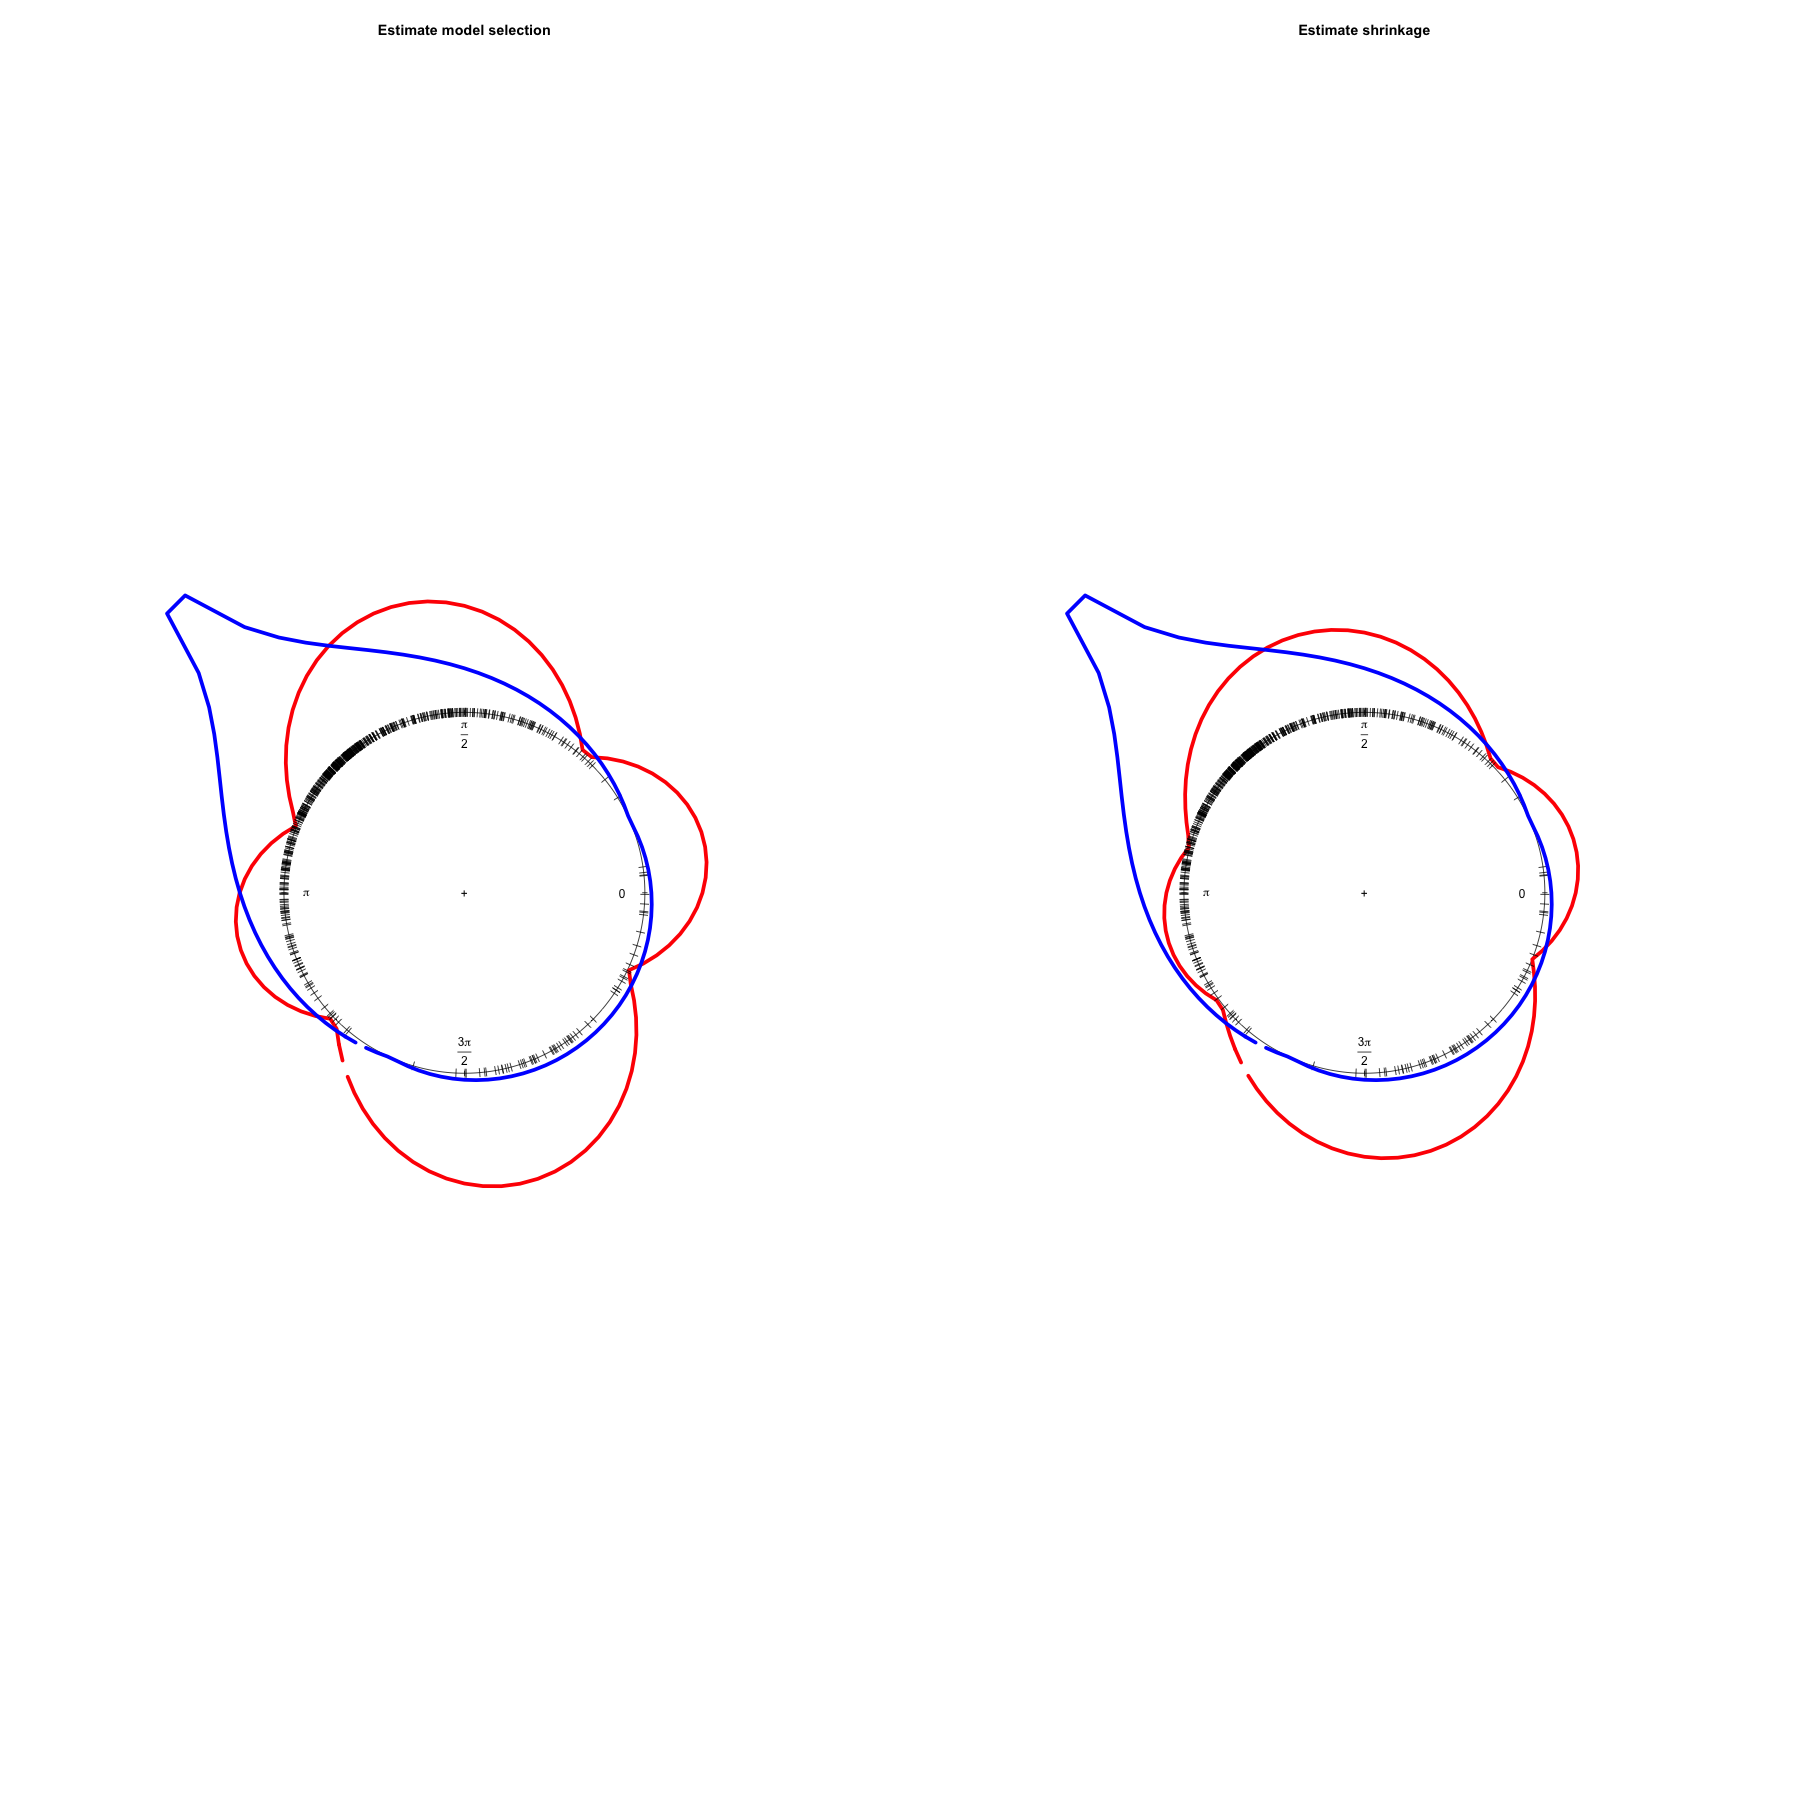 Estimate model selection
Estimate shrinkage
π
2
π
2
π
+
0
π
+
0
3π
2
3π
2